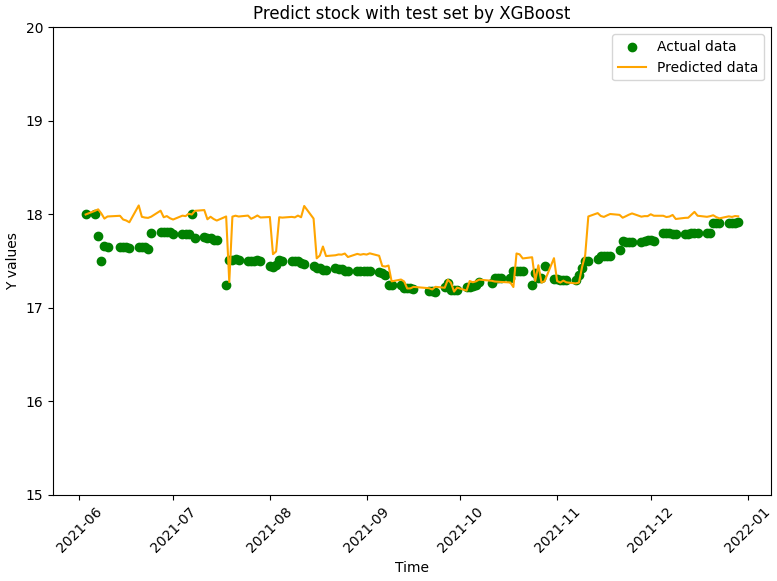 Predict stock with test set by XGBoost
Actual data
Predicted data
Y values
20
19
18
17
16
15
2021-06
2021-07
2021-08
2021-09
2021-10
2021-11
2021-12
2022-01
Time